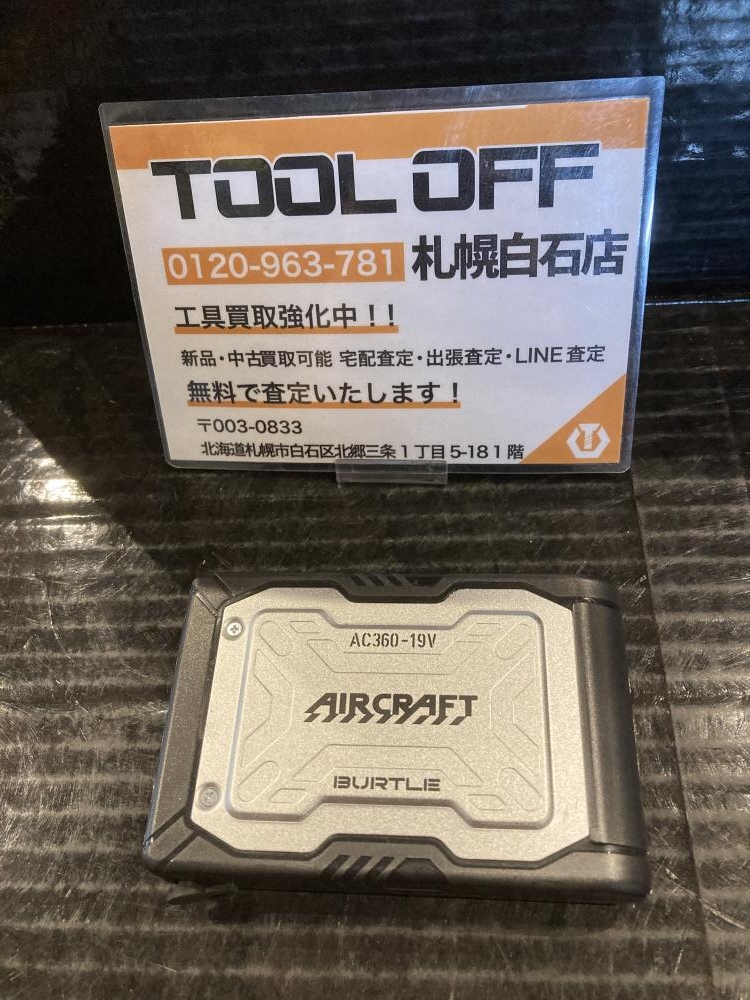 TOOL OFF
0120-963-781 札幌白石店
工具買取強化中!!
新品・中古買取可能 宅配査定・出張査定・LINE査定
無料で査定いたします!
〒003-0833
北海道札幌市白石区北郷三条1丁目5-18 1階
AC360-19V
AIRCRAFT
BURTLE